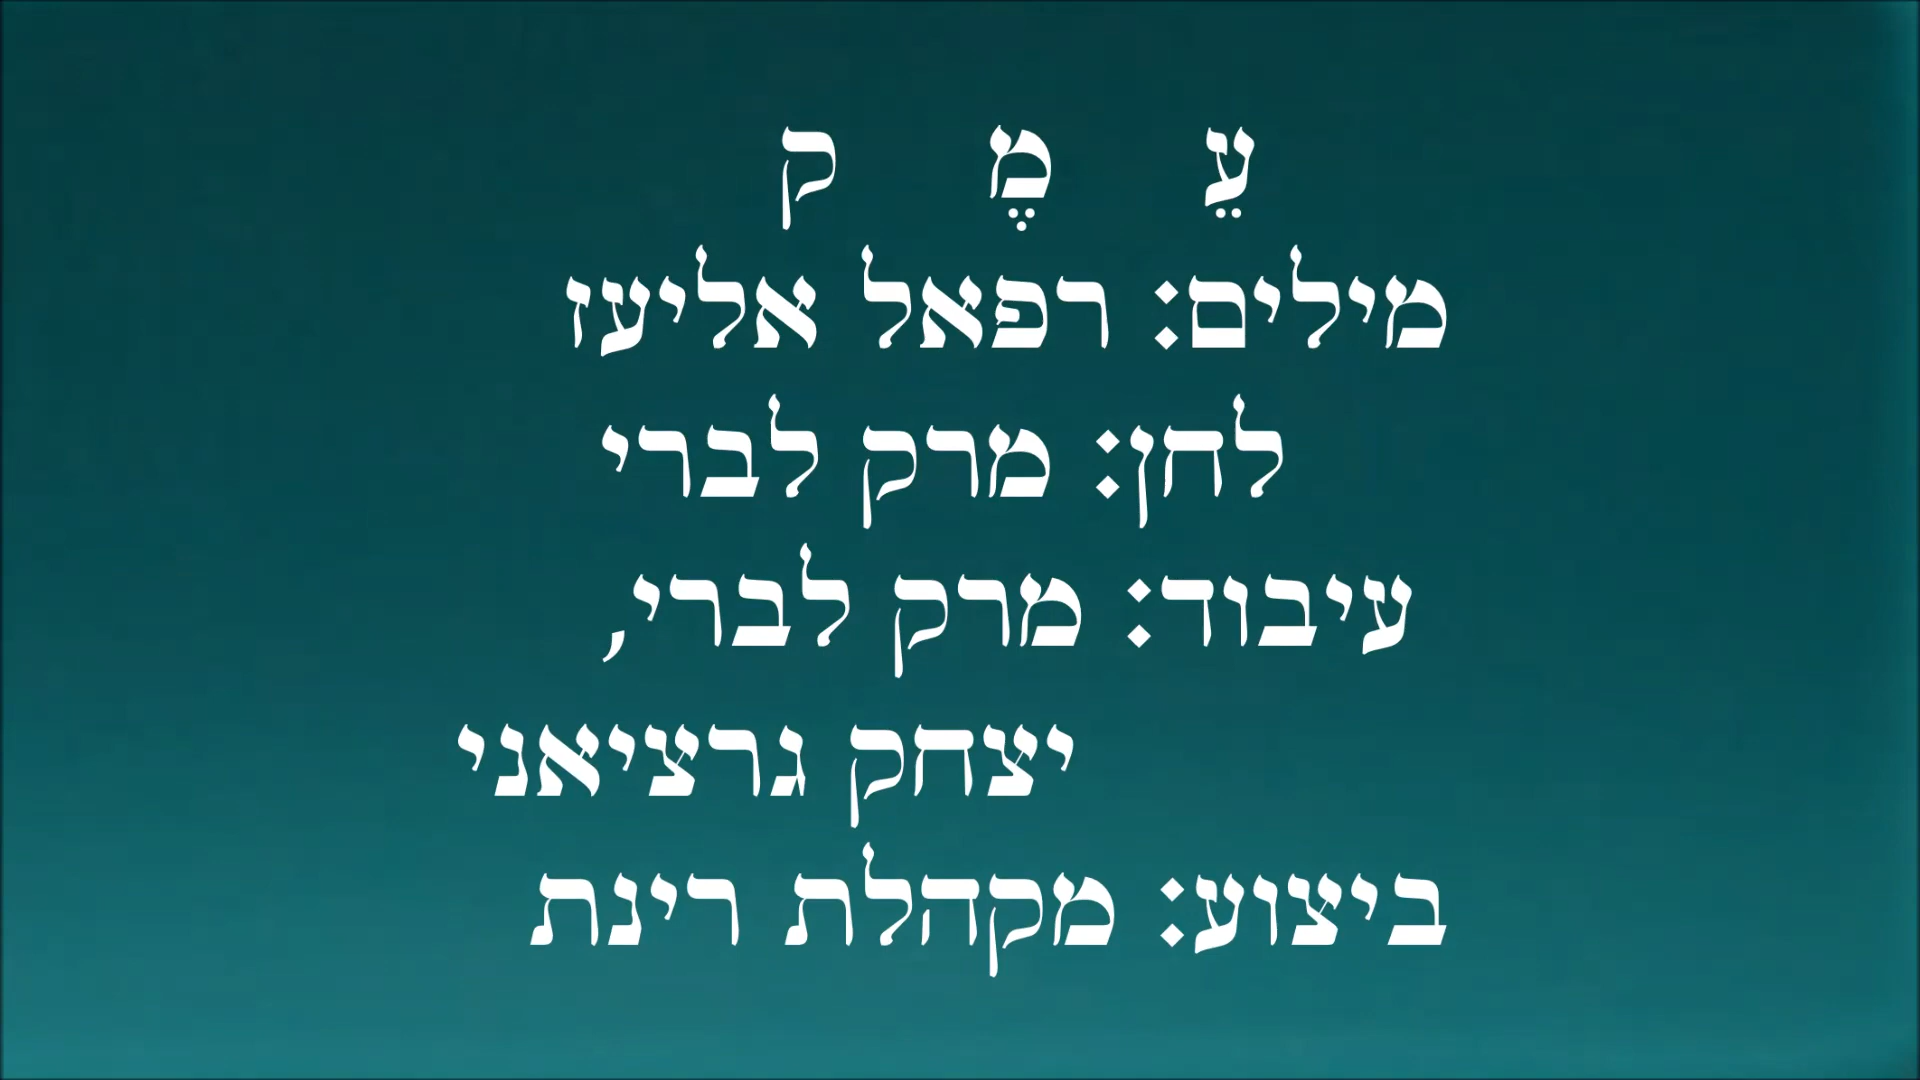 עֵ מֶ ק
מילים: רפאל אליעז
לחן: מרק לברי
עיבוד: מרק לברי,
יצחק גרציאני
ביצוע: מקהלת רינת